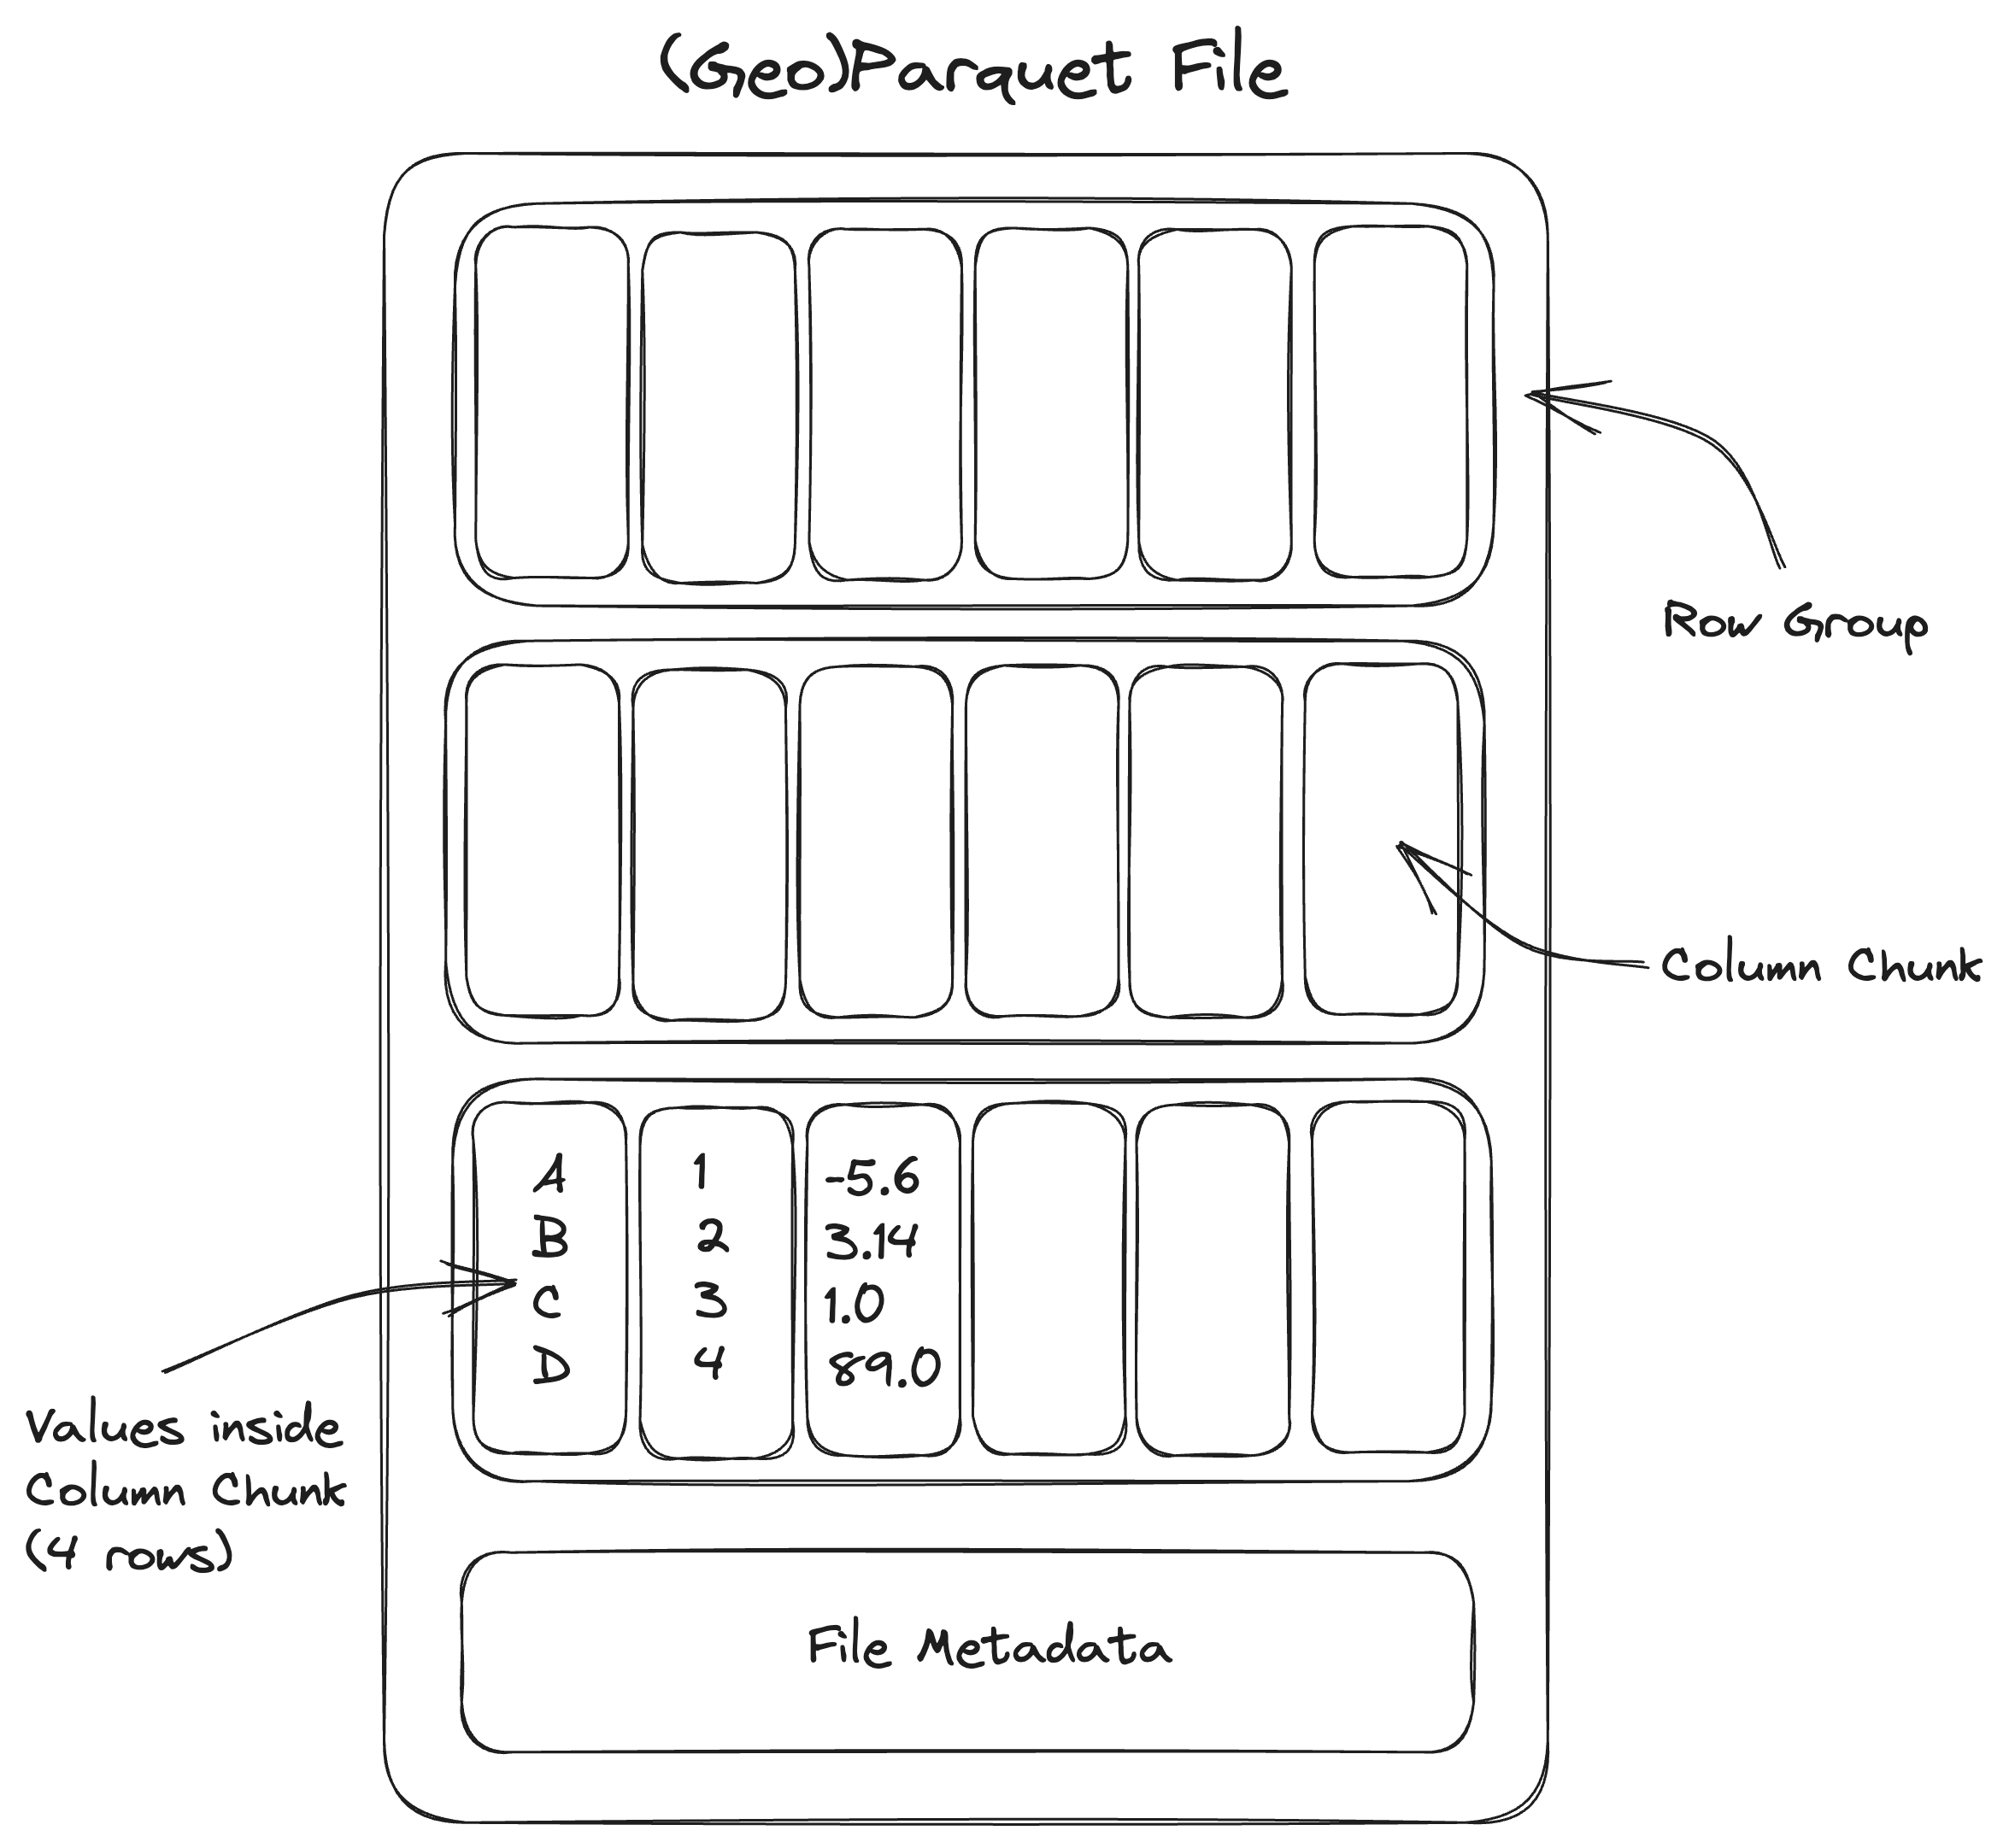 (Geo)Parquet File
Row Group
Column Chunk
A 1 -5.6
B 2 3.14
C 3 1.0
D 4 89.0
Values inside
Column Chunk
(4 rows)
File Metadata